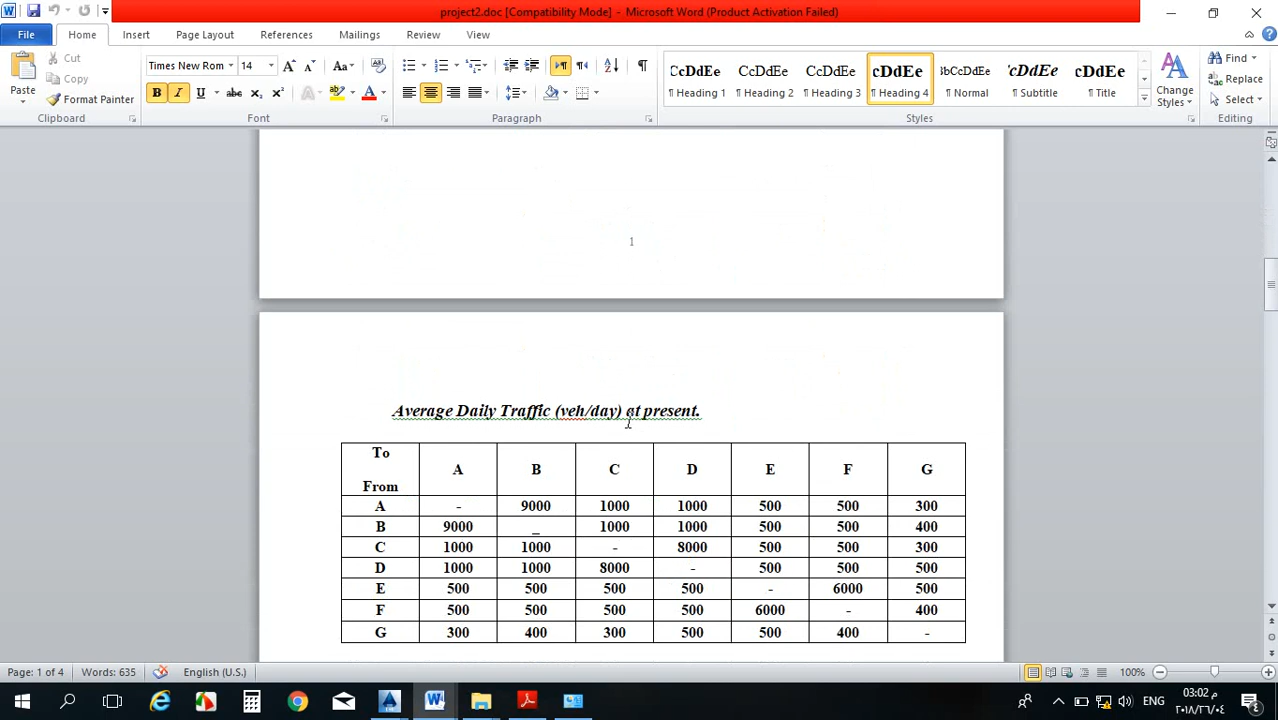 project2.doc [Compatibility Mode] - Microsoft Word (Product Activation Failed)
File Home Insert Page Layout References Mailings Review View
Paste
Cut
Copy
Format Painter
Clipboard
Times New Rom 14
Font
Paragraph
CcDdEe CcDdEe CcDdEe cDdEe bCcDdEe 'CcDdEe CcDdEe
¶ Heading 1 ¶ Heading 2 ¶ Heading 3 ¶ Heading 4 ¶ Normal ¶ Subtitle ¶ Title
Change
Styles
Styles
Find
Replace
Select
Editing
1
Average Daily Traffic (veh/day) at present.
To
From A B C D E F G
A - 9000 1000 1000 500 500 300
B 9000 _ 1000 1000 500 500 400
C 1000 1000 - 8000 500 500 300
D 1000 1000 8000 - 500 500 500
E 500 500 500 500 - 6000 500
F 500 500 500 500 6000 - 400
G 300 400 300 500 500 400 -
Page: 1 of 4 Words: 635 English (U.S.) 100%
ENG
03:02 م